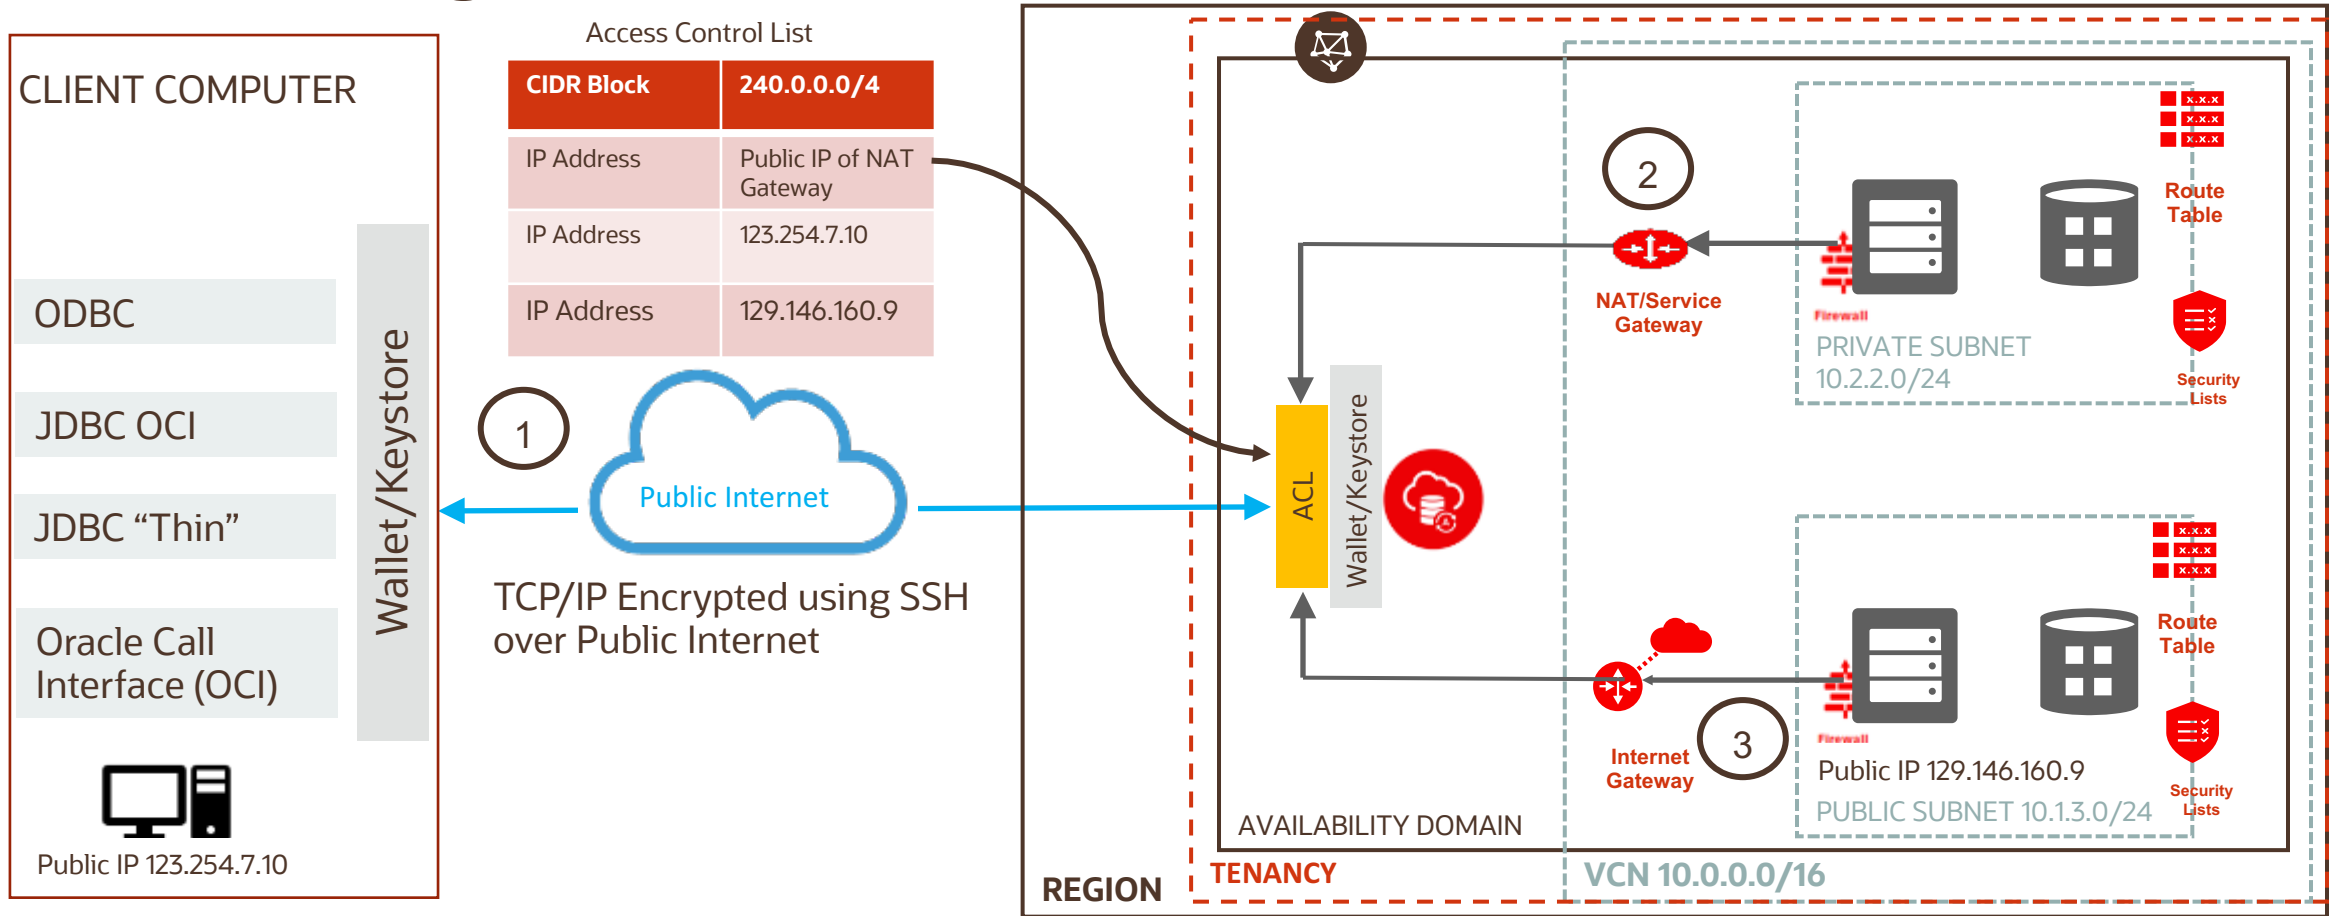 Access Control List
CLIENT COMPUTER
CIDR Block 240.0.0.0/4
IP Address Public IP of NAT
Gateway
IP Address 123.254.7.10
IP Address 129.146.160.9
ODBC
JDBC OCI
JDBC “Thin”
Oracle Call
Interface (OCI)
Wallet/Keystore
Public IP 123.254.7.10
1
Public Internet
TCP/IP Encrypted using SSH
over Public Internet
ACL
Wallet/Keystore
2
NAT/Service
Gateway
Firewall
PRIVATE SUBNET
10.2.2.0/24
x.x.x
x.x.x
x.x.x
Route
Table
Security
Lists
3
Internet
Gateway
Firewall
Public IP 129.146.160.9
PUBLIC SUBNET 10.1.3.0/24
x.x.x
x.x.x
x.x.x
Route
Table
Security
Lists
AVAILABILITY DOMAIN
TENANCY
VCN 10.0.0.0/16
REGION